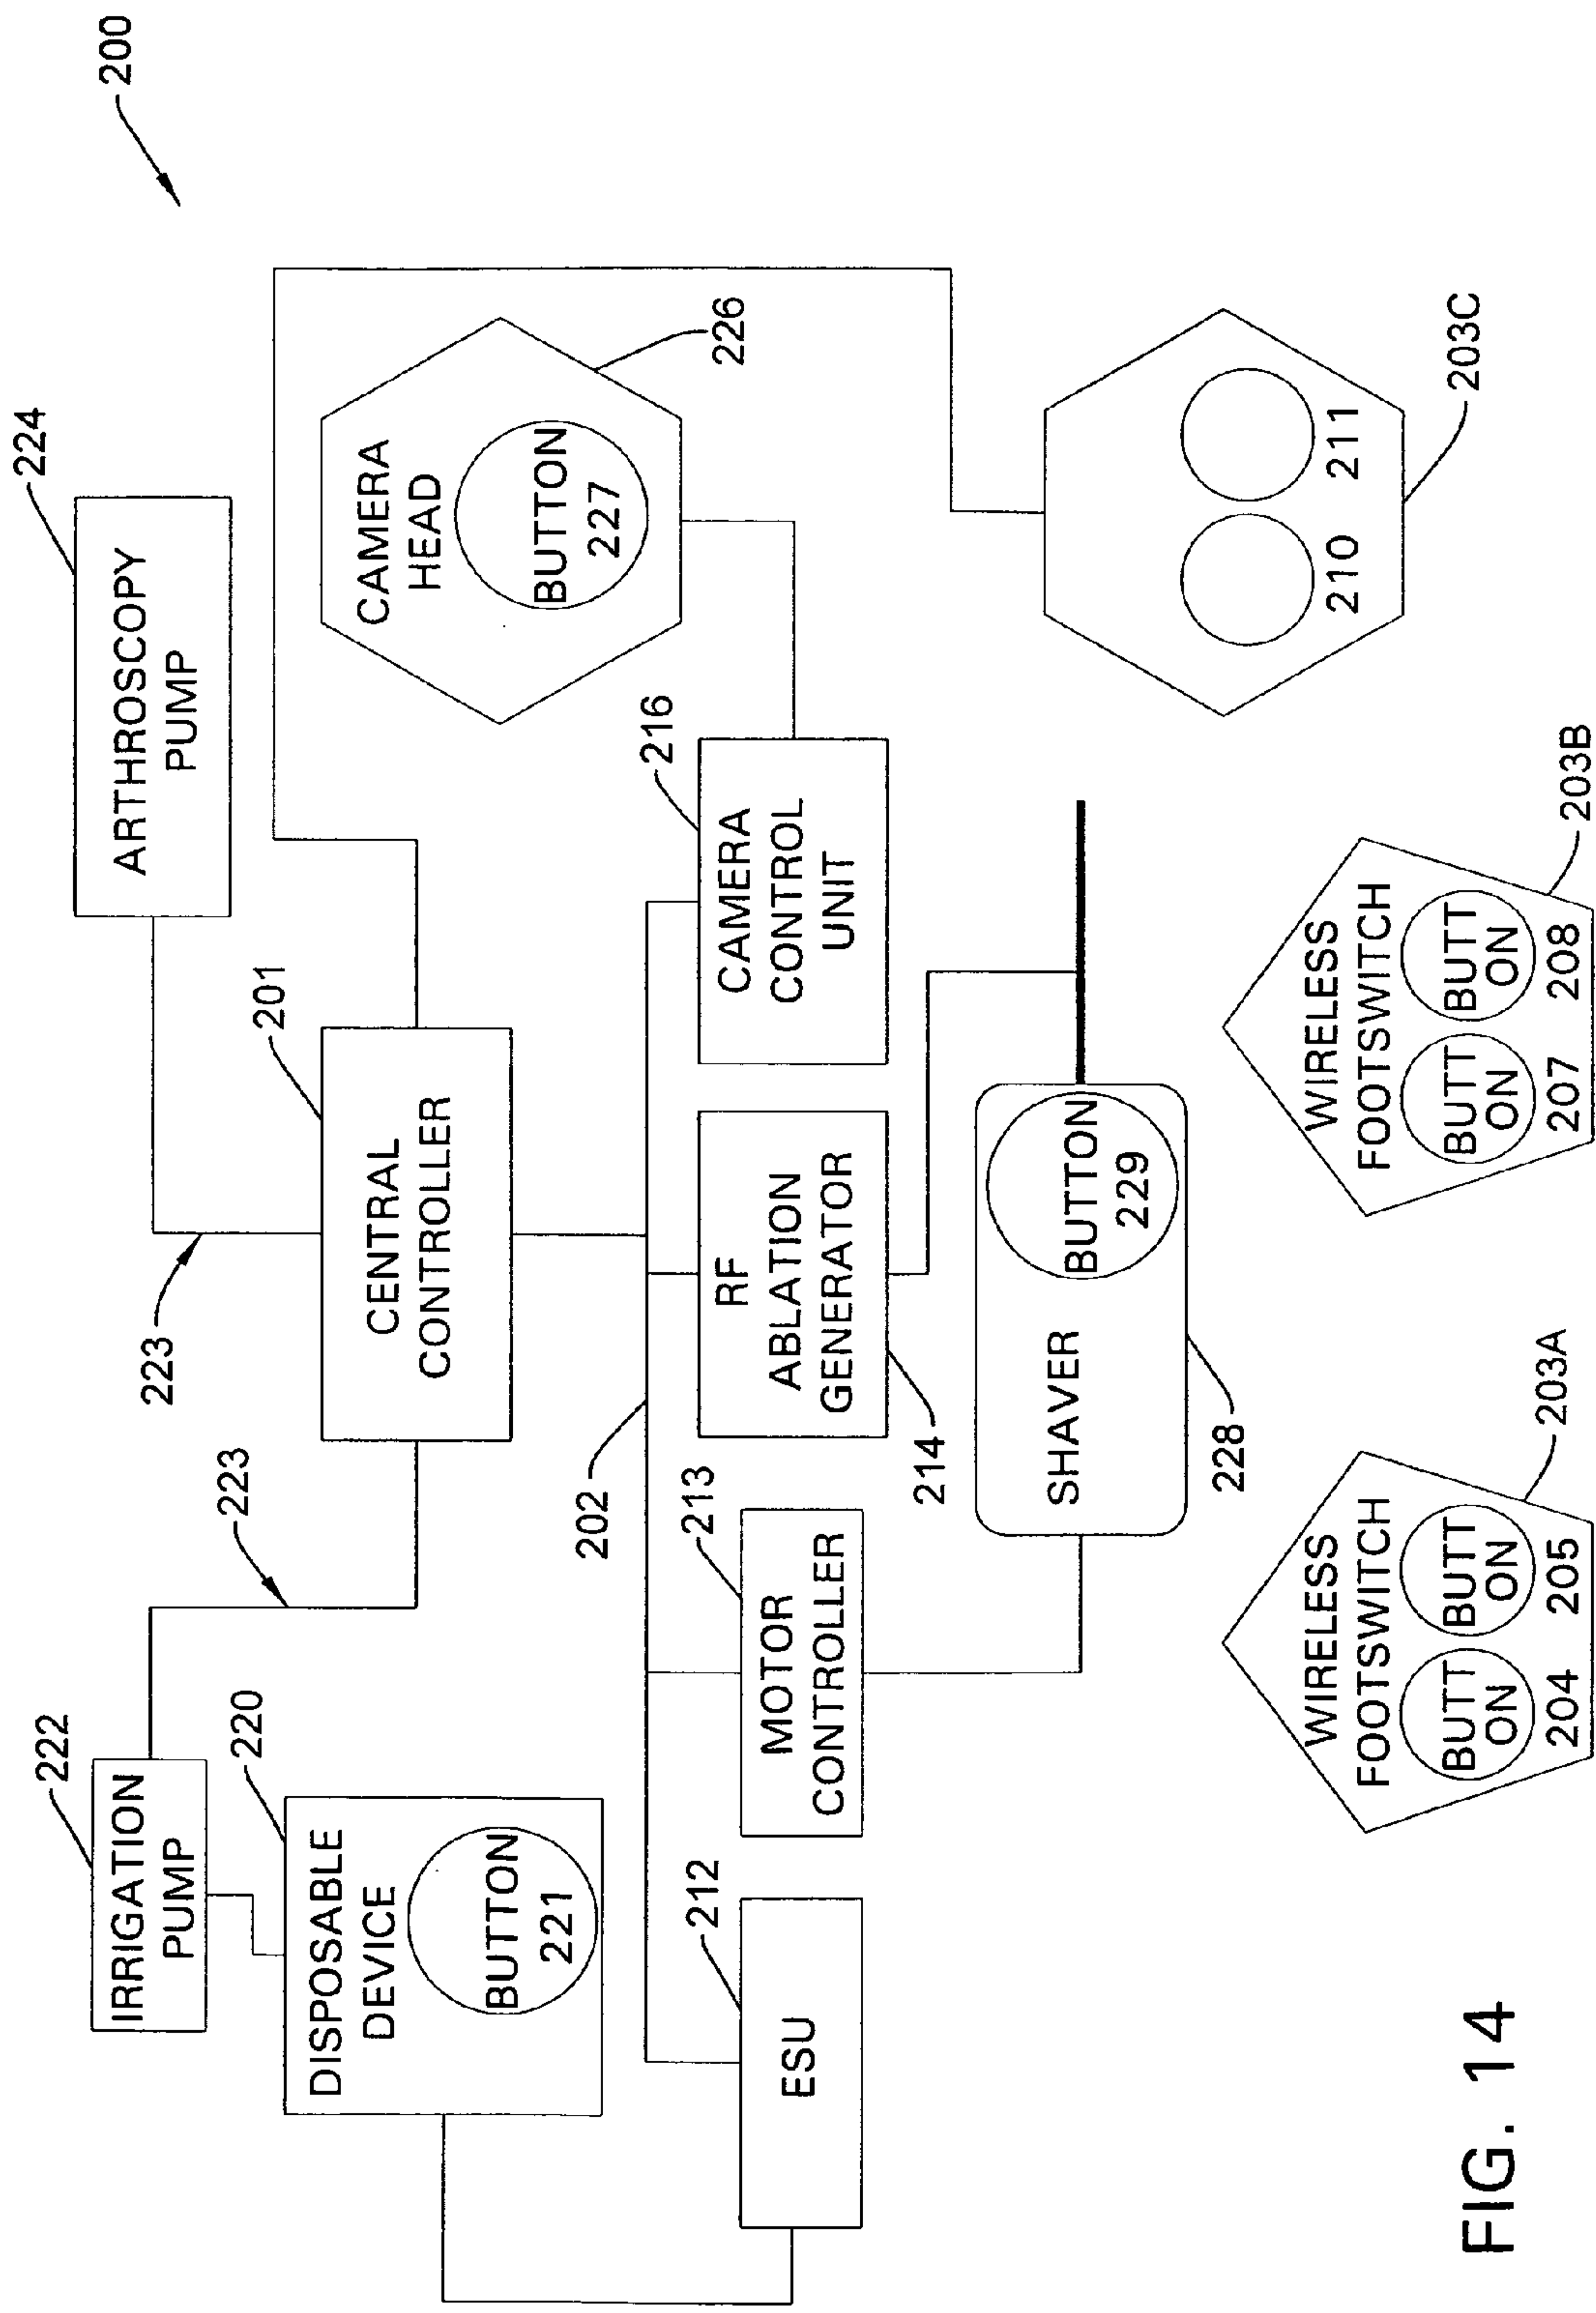 200
224
ARTHROSCOPY
PUMP
222
IRRIGATION
PUMP
223
223
201
CENTRAL
CONTROLLER
220
DISPOSABLE
DEVICE
BUTTON
221
CAMERA
HEAD
BUTTON
227
226
202
212
ESU
213
MOTOR
CONTROLLER
RF
ABLATION
GENERATOR
214
216
CAMERA
CONTROL
UNIT
SHAVER
BUTTON
229
228
WIRELESS
FOOTSWITCH
BUTT
ON
BUTT
ON
204
205
203A
WIRELESS
FOOTSWITCH
BUTT
ON
BUTT
ON
207
208
203B
210
211
203C
FIG. 14